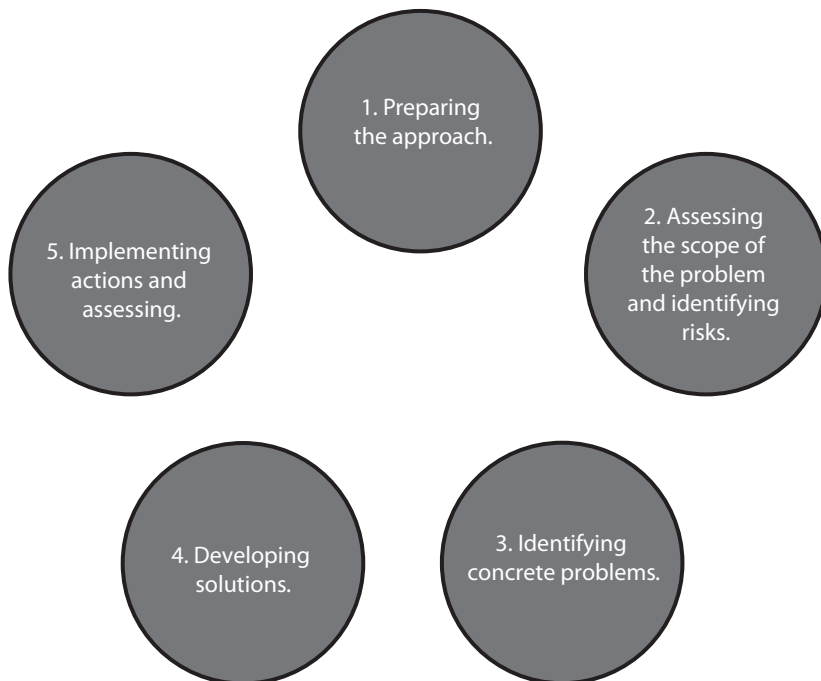 1. Preparing
the approach.
2. Assessing
the scope of
the problem
and identifying
risks.
3. Identifying
concrete problems.
4. Developing
solutions.
5. Implementing
actions and
assessing.